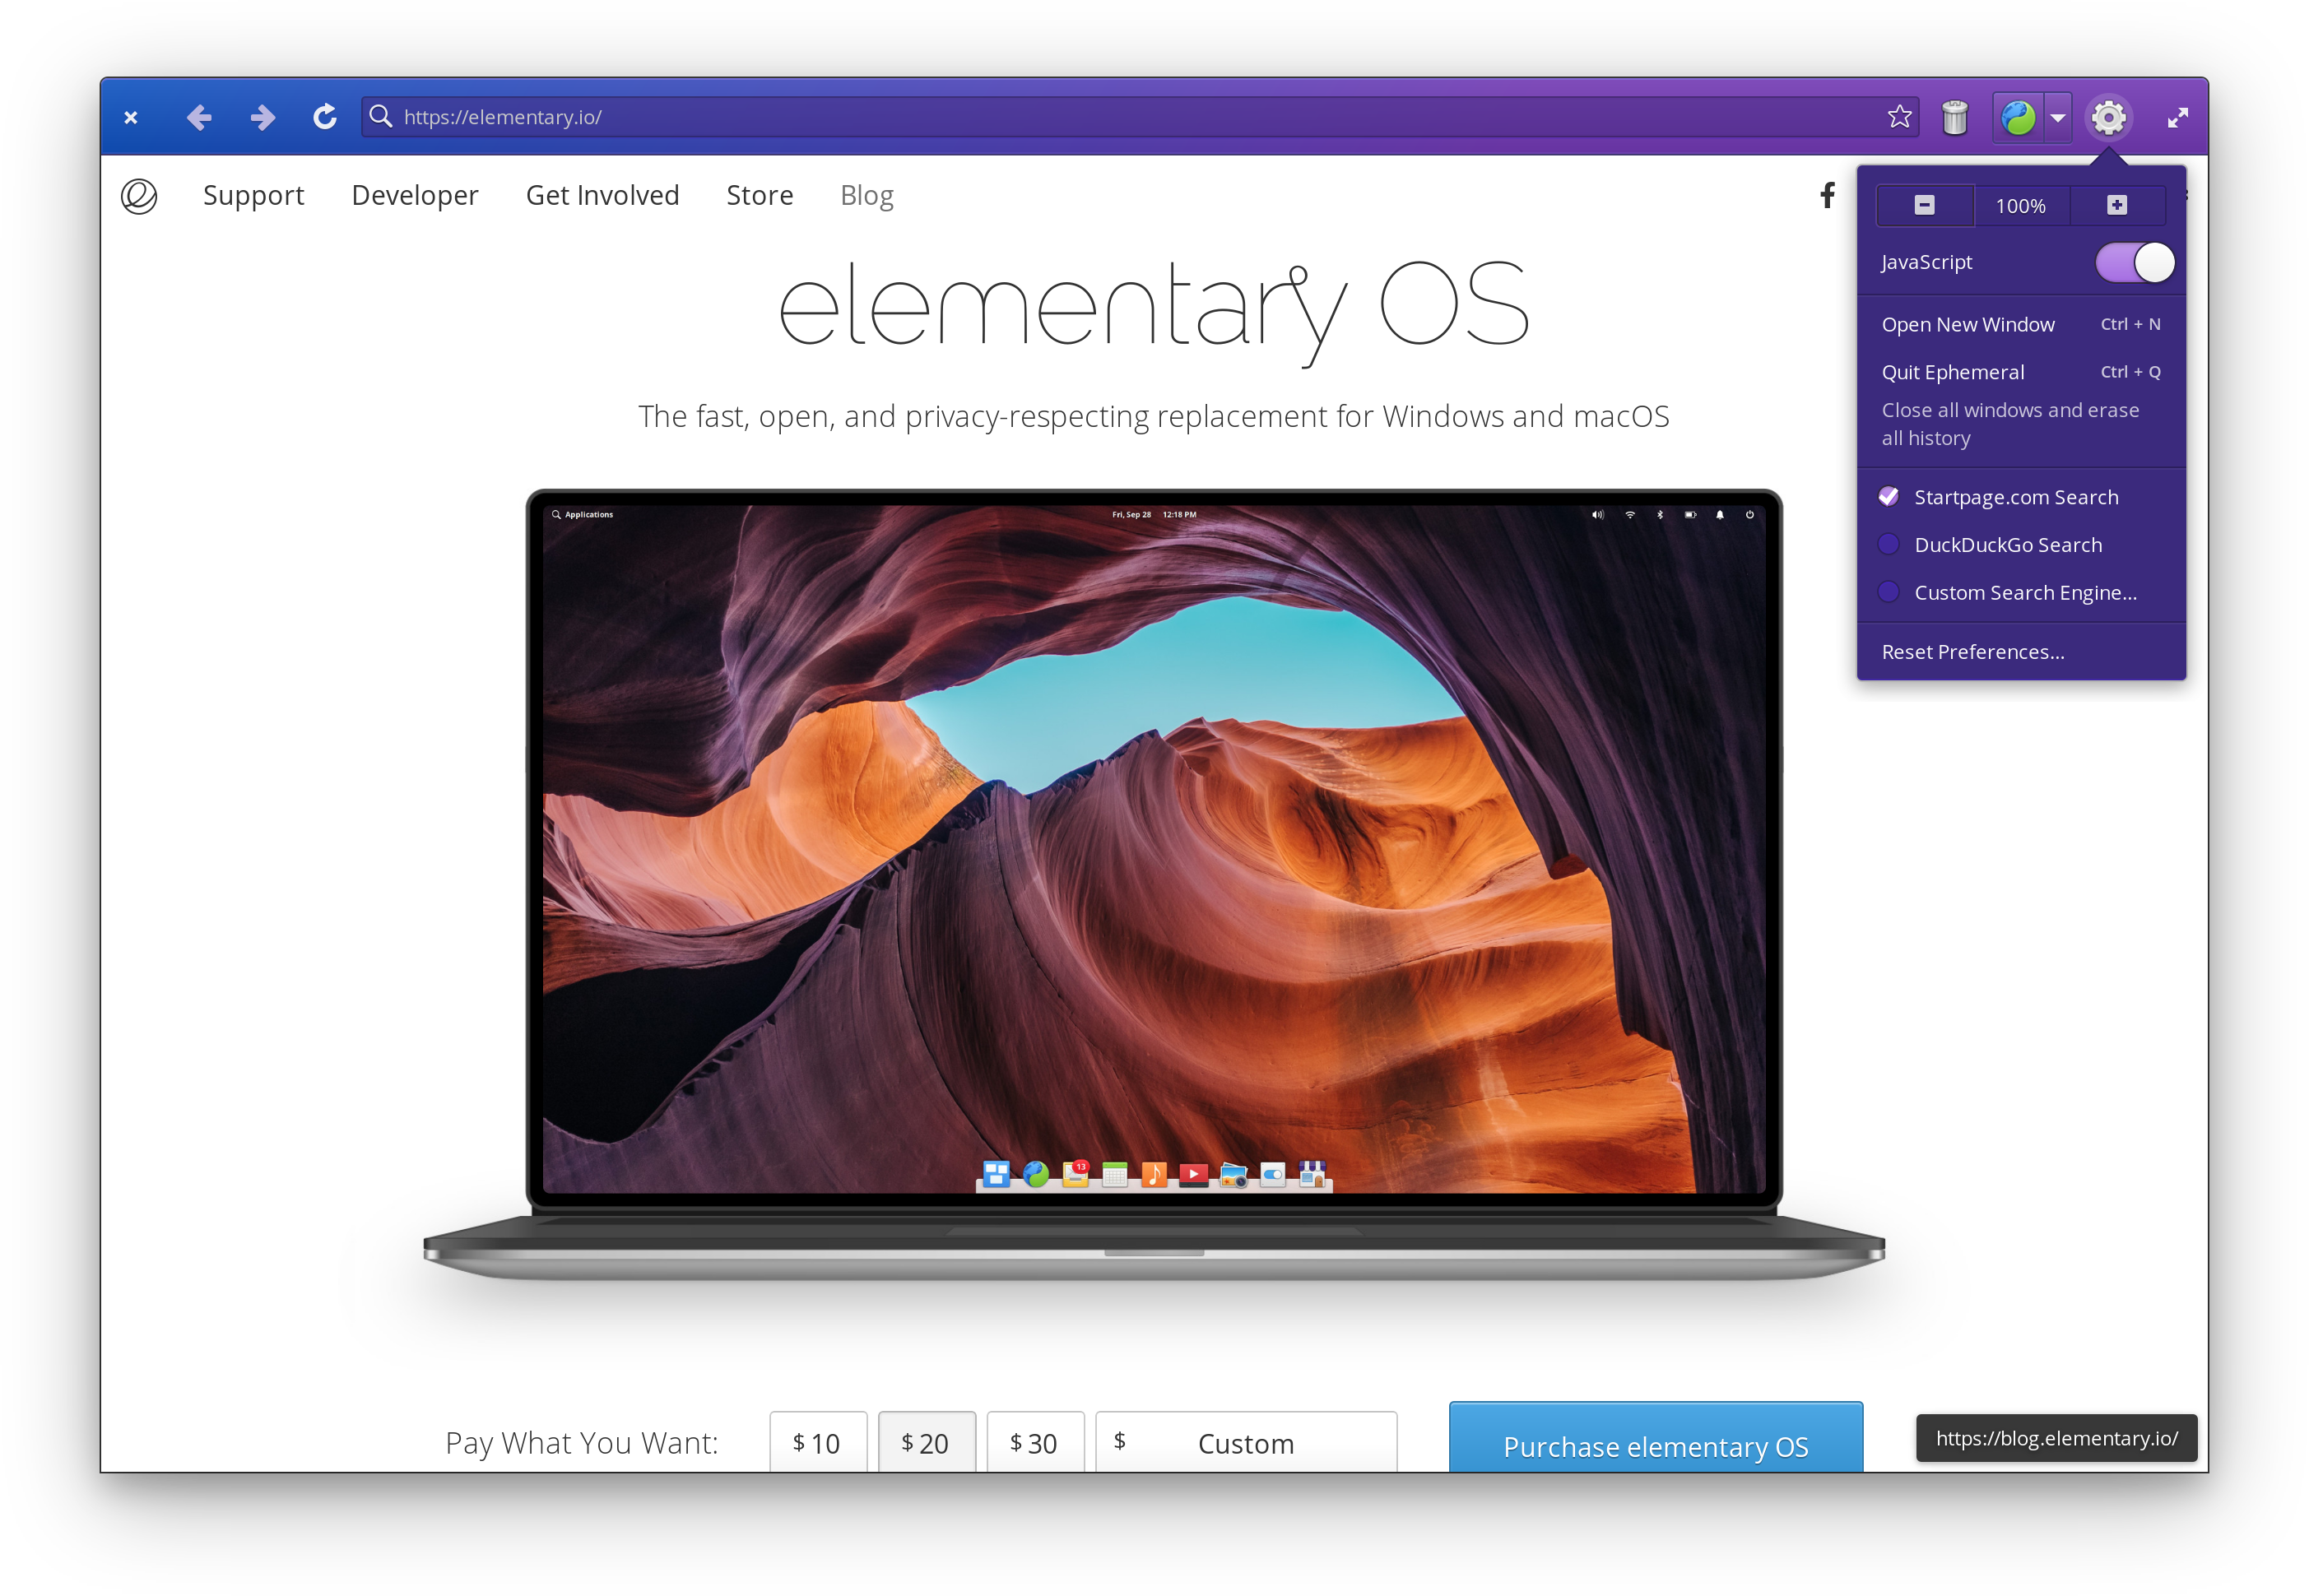 https://elementary.io/
Support Developer Get Involved Store Blog
100%
JavaScript
Open New Window Ctrl + N
Quit Ephemeral Ctrl + Q
Close all windows and erase
all history
Startpage.com Search
DuckDuckGo Search
Custom Search Engine...
Reset Preferences...
elementary OS
The fast, open, and privacy-respecting replacement for Windows and macOS
Applications Fri, Sep 28 12:18 PM
13
Pay What You Want: $ 10 $ 20 $ 30 $ Custom Purchase elementary OS
https://blog.elementary.io/